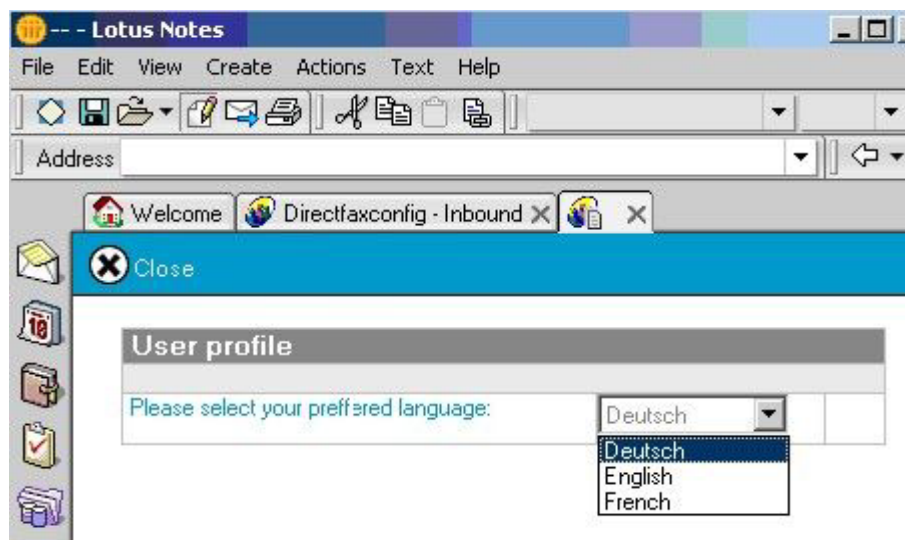 -- - Lotus Notes
File Edit View Create Actions Text Help
Address
Welcome Directfaxconfig - Inbound
Close
User profile
Please select your preffered language: Deutsch
Deutsch
English
French